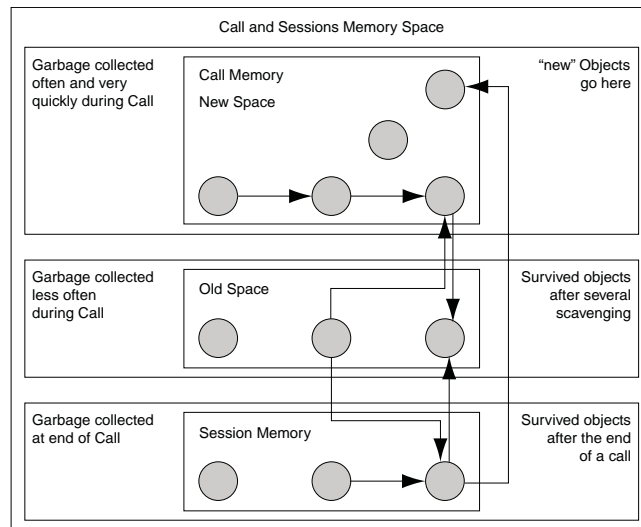 Call and Sessions Memory Space
Garbage collected
often and very
quickly during Call
Call Memory
New Space
“new” Objects
go here
Garbage collected
less often
during Call
Old Space
Survived objects
after several
scavenging
Garbage collected
at end of Call
Session Memory
Survived objects
after the end
of a call